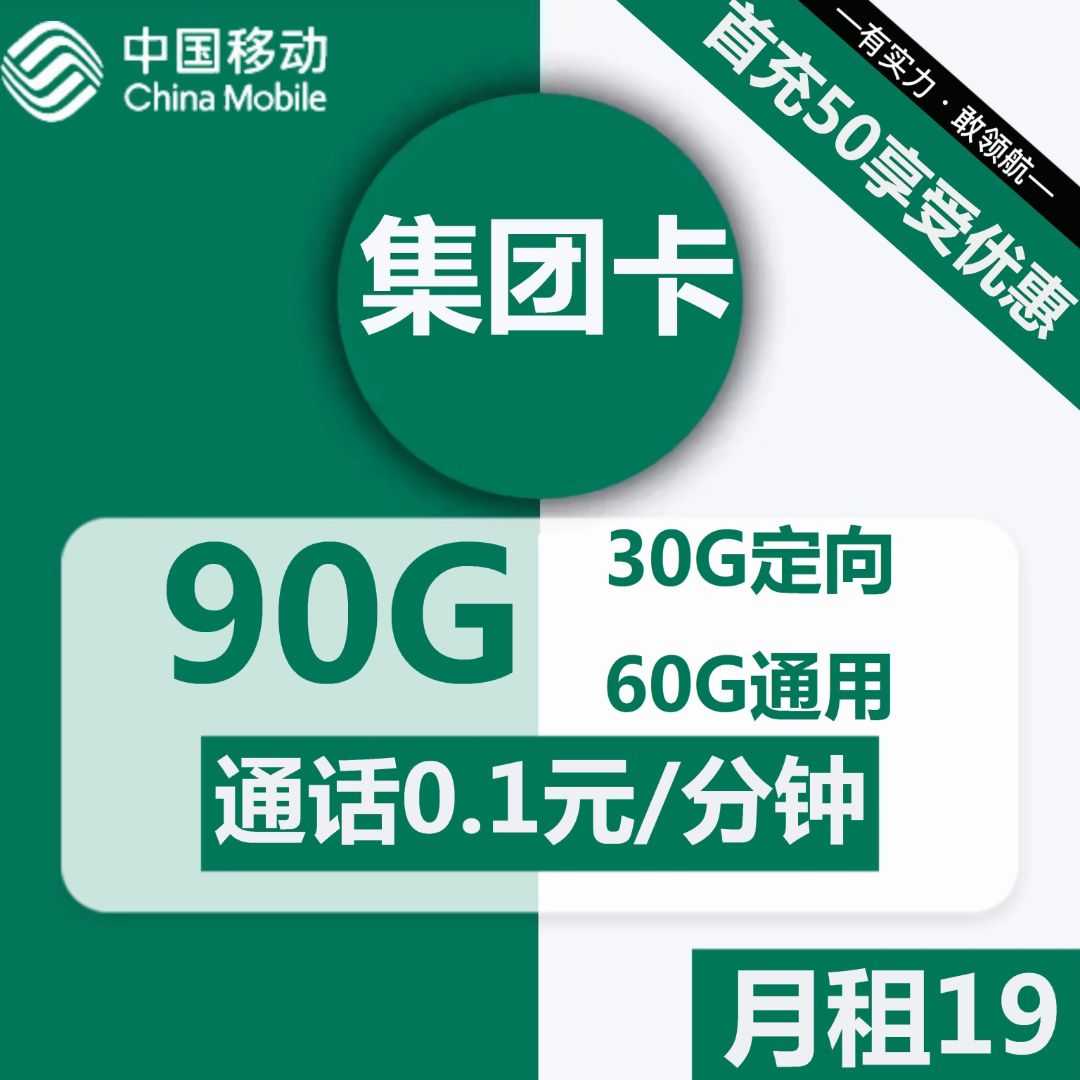 中国移动
China Mobile
一有实力·敢领航一
首充50享受优惠
集团卡
90G
30G定向
60G通用
通话0.1元/分钟
月租19